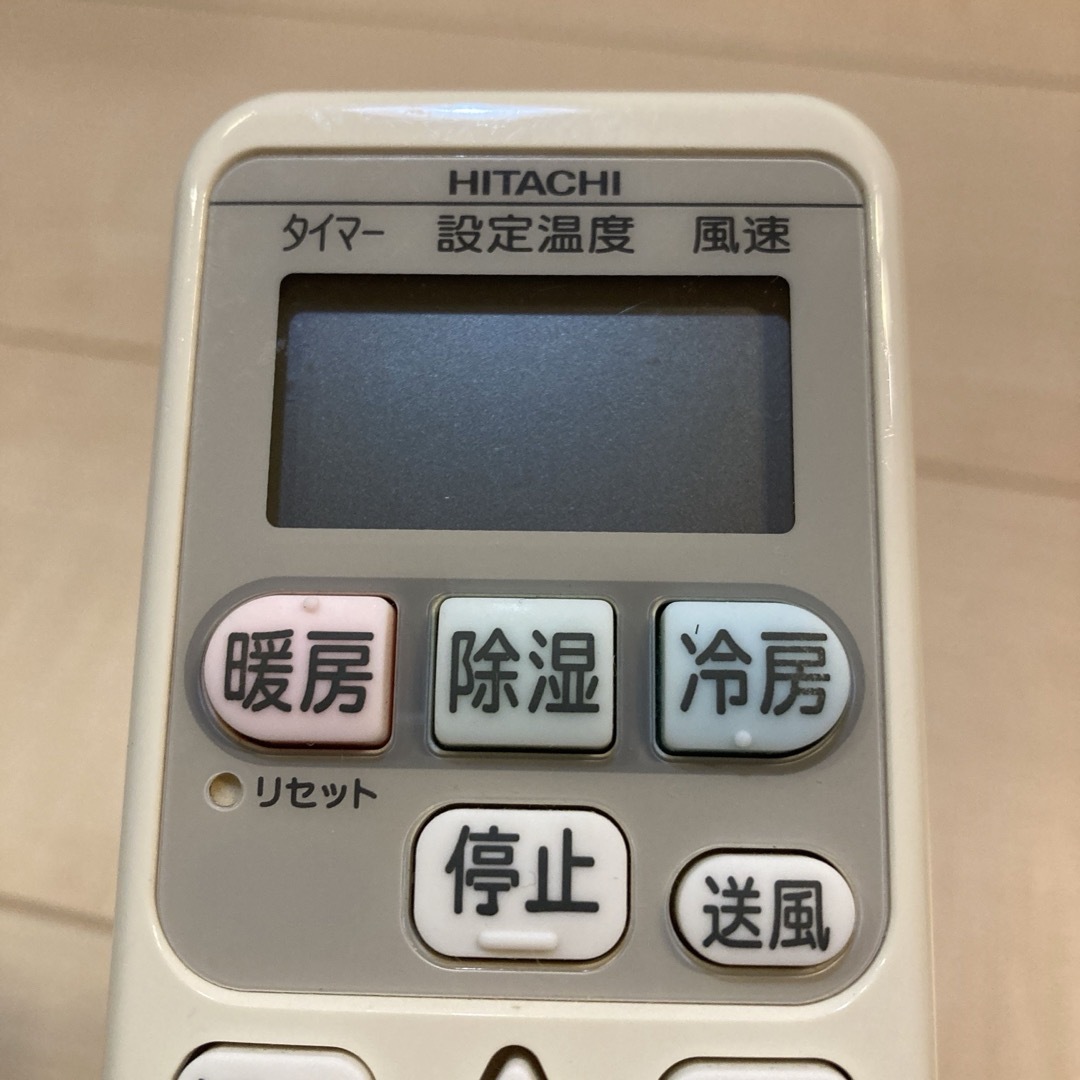 HITACHI
タイマー 設定温度 風速
暖房 除湿 冷房
リセット
停止 送風